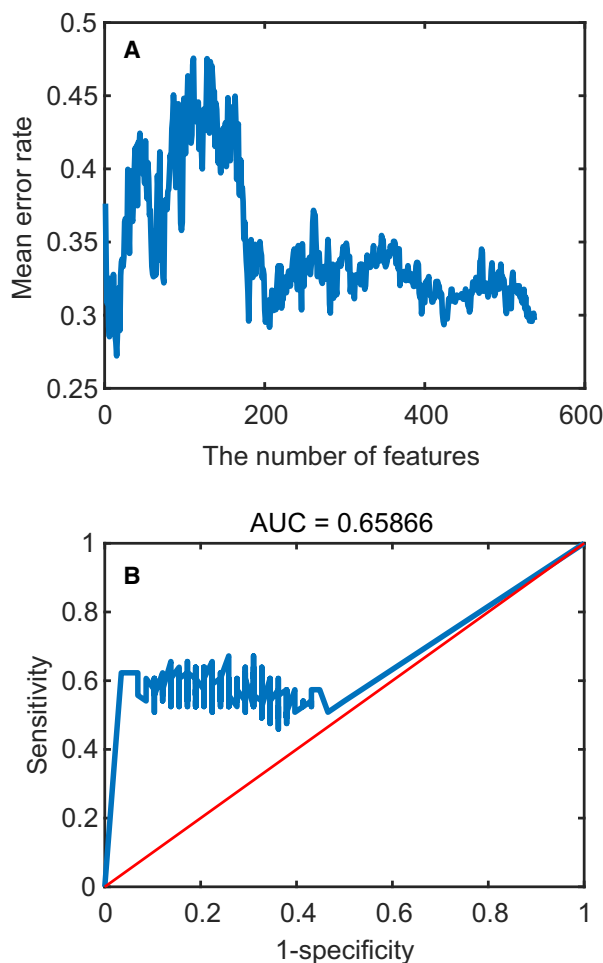 A
Mean error rate
0.5
0.45
0.4
0.35
0.3
0.25
0 200 400 600
The number of features
AUC = 0.65866
B
Sensitivity
1
0.8
0.6
0.4
0.2
0
0 0.2 0.4 0.6 0.8 1
1-specificity